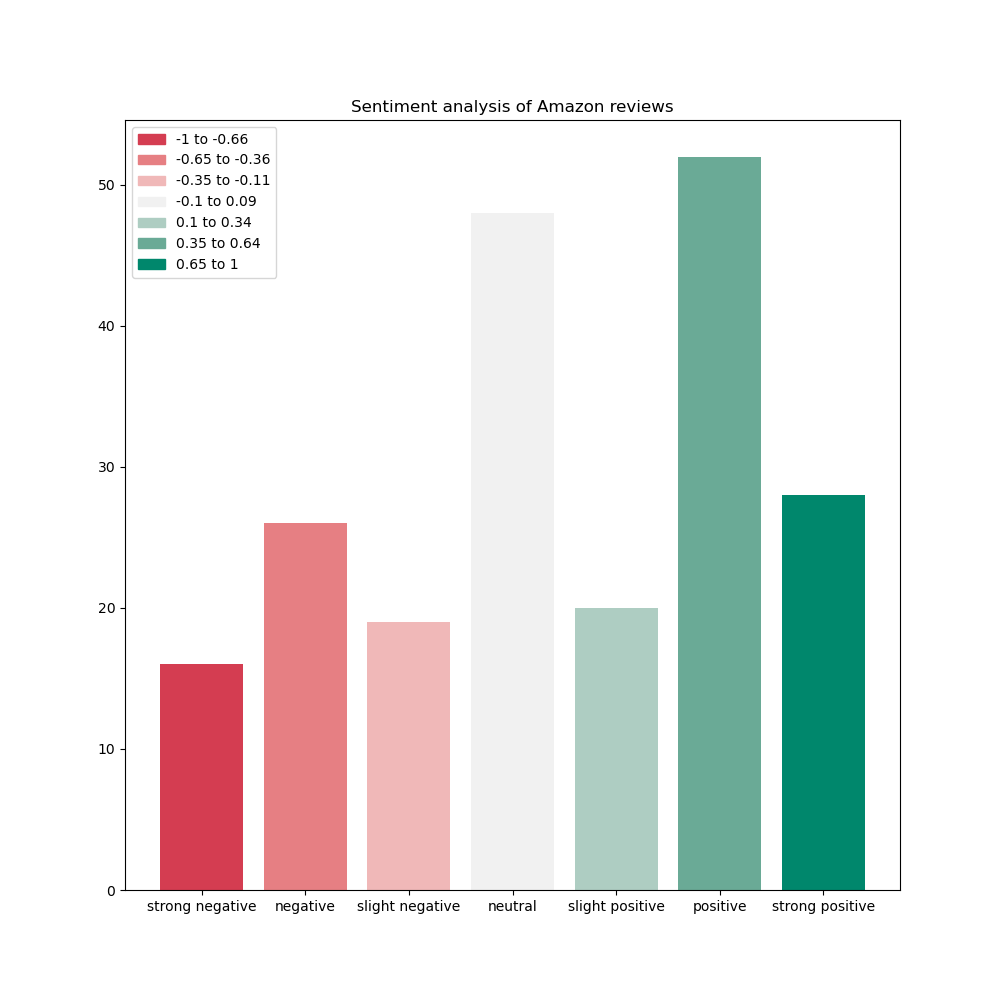 Sentiment analysis of Amazon reviews
-1 to -0.66
-0.65 to -0.36
-0.35 to -0.11
-0.1 to 0.09
0.1 to 0.34
0.35 to 0.64
0.65 to 1
50
40
30
20
10
0
strong negative negative slight negative neutral slight positive positive strong positive